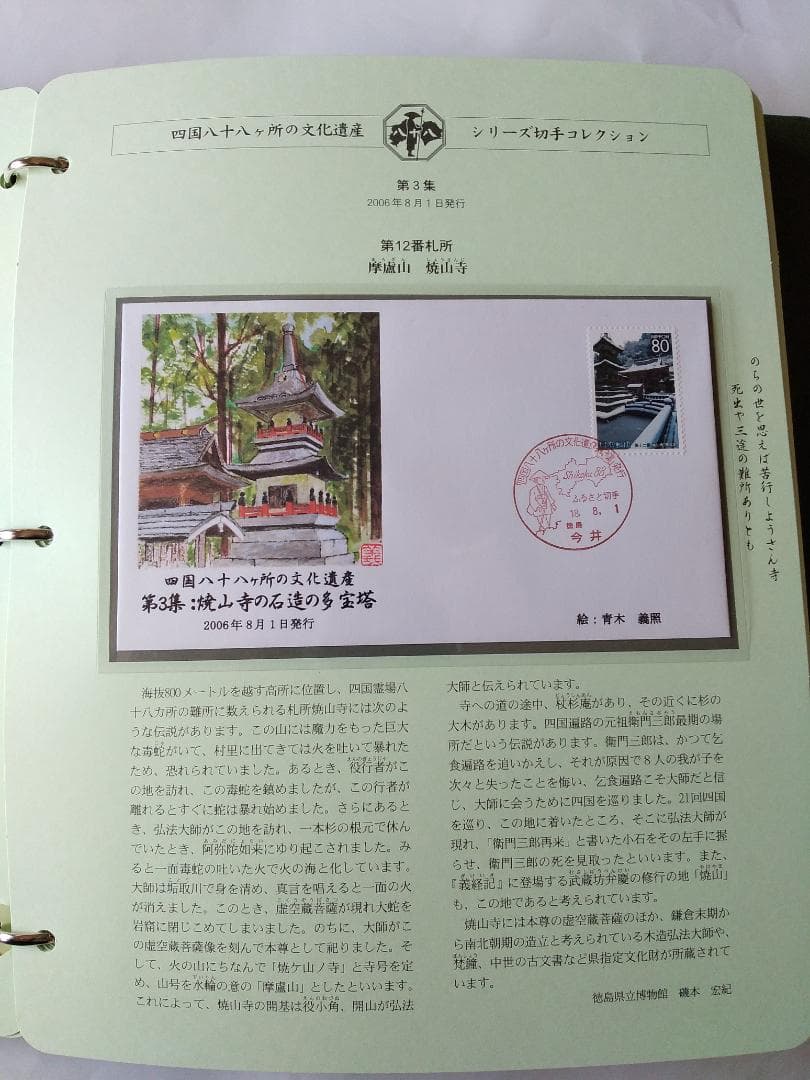 四国八十八ヶ所の文化遺産
八十八
シリーズ切手コレクション
第3集
2006年8月1日発行
第12番札所
摩盧山 焼山寺
NIPPON
80
四国八十八ヶ所の文化遺産
Shikoku 88
ふるさと切手
18. 8. 1
徳島
今井
四国八十八ヶ所の文化遺産
第3集:焼山寺の石造の多宝塔
2006年8月1日発行
絵:青木 義照
のちの世を思えば苦行しようさん寺
死出や三途の難所ありとも
海抜800メートルを越す高所に位置し、四国霊場八
十八カ所の難所に数えられる札所焼山寺には次のよ
うな伝説があります。この山には魔力をもった巨大
な毒蛇がいて、村里に出てきては火を吐いて暴れた
ため、恐れられていました。あるとき、役行者がこ
の地を訪れ、この毒蛇を鎮めましたが、この行者が
離れるとすぐに蛇は暴れ始めました。さらにあると
き、弘法大師がこの地を訪れ、一本杉の根元で休ん
でいたとき、阿弥陀如来にゆり起こされました。み
ると一面毒蛇の吐いた火で火の海と化しています。
大師は垢取川で身を清め、真言を唱えると一面の火
が消えました。このとき、虚空蔵菩薩が現れ大蛇を
岩窟に閉じこめてしまいました。のちに、大師がこ
の虚空蔵菩薩像を刻んで本尊として祀りました。そ
して、火の山にちなんで「焼ケ山ノ寺」と寺号を定
め、山号を水輪の意の「摩盧山」としたといいます。
これによって、焼山寺の開基は役小角、開山が弘法
大師と伝えられています。
寺への道の途中、杖杉庵があり、その近くに杉の
大木があります。四国遍路の元祖衛門三郎最期の場
所だという伝説があります。衛門三郎は、かつて乞
食遍路を追いかえし、それが原因で8人の我が子を
次々と失ったことを悔い、乞食遍路こそ大師だと信
じ、大師に会うために四国を巡りました。21回四国
を巡り、この地に着いたところ、そこに弘法大師が
現れ、「衛門三郎再来」と書いた小石をその左手に握
らせ、衛門三郎の死を見取ったといいます。また、
『義経記』に登場する武蔵坊弁慶の修行の地「焼山」
も、この地であると考えられています。
焼山寺には本尊の虚空蔵菩薩のほか、鎌倉末期か
ら南北朝期の造立と考えられている木造弘法大師や、
梵鐘、中世の古文書など県指定文化財が所蔵されて
います。
徳島県立博物館 磯本 宏紀